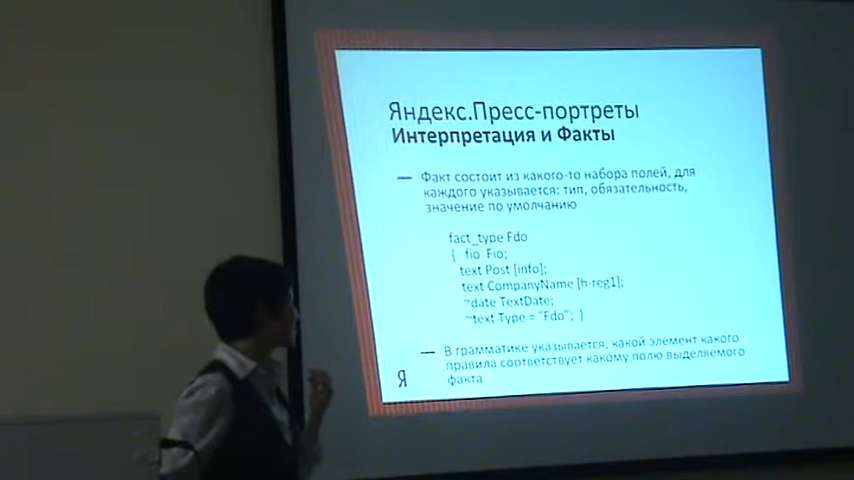 Яндекс.Пресс-портреты
Интерпретация и Факты
— Факт состоит из какого-то набора полей, для
каждого указывается: тип, обязательность,
значение по умолчанию
fact_type Fdo
{ fio Fio;
text Post [info];
text CompanyName [h-reg1];
~date TextDate;
~text Type = "Fdo"; }
— В грамматике указывается, какой элемент какого
правила соответствует какому полю выделяемого
факта
Я